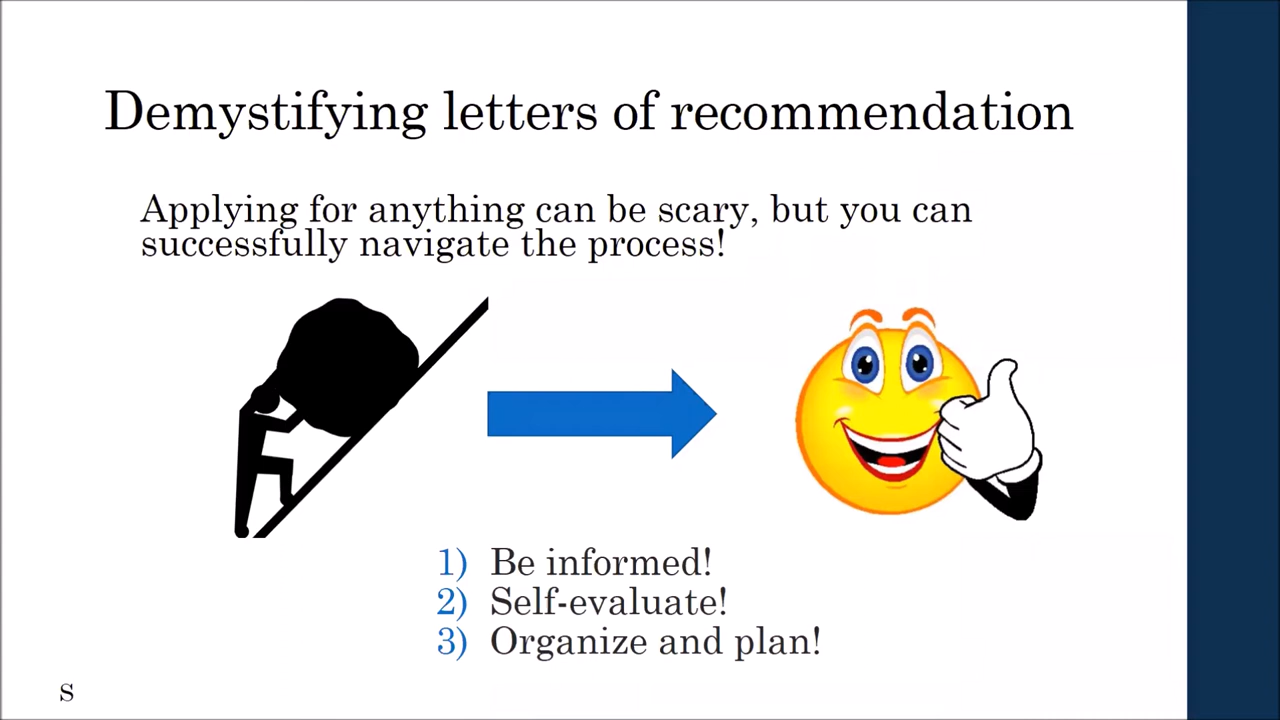 Demystifying letters of recommendation
Applying for anything can be scary, but you can
successfully navigate the process!
1) Be informed!
2) Self-evaluate!
3) Organize and plan!
S